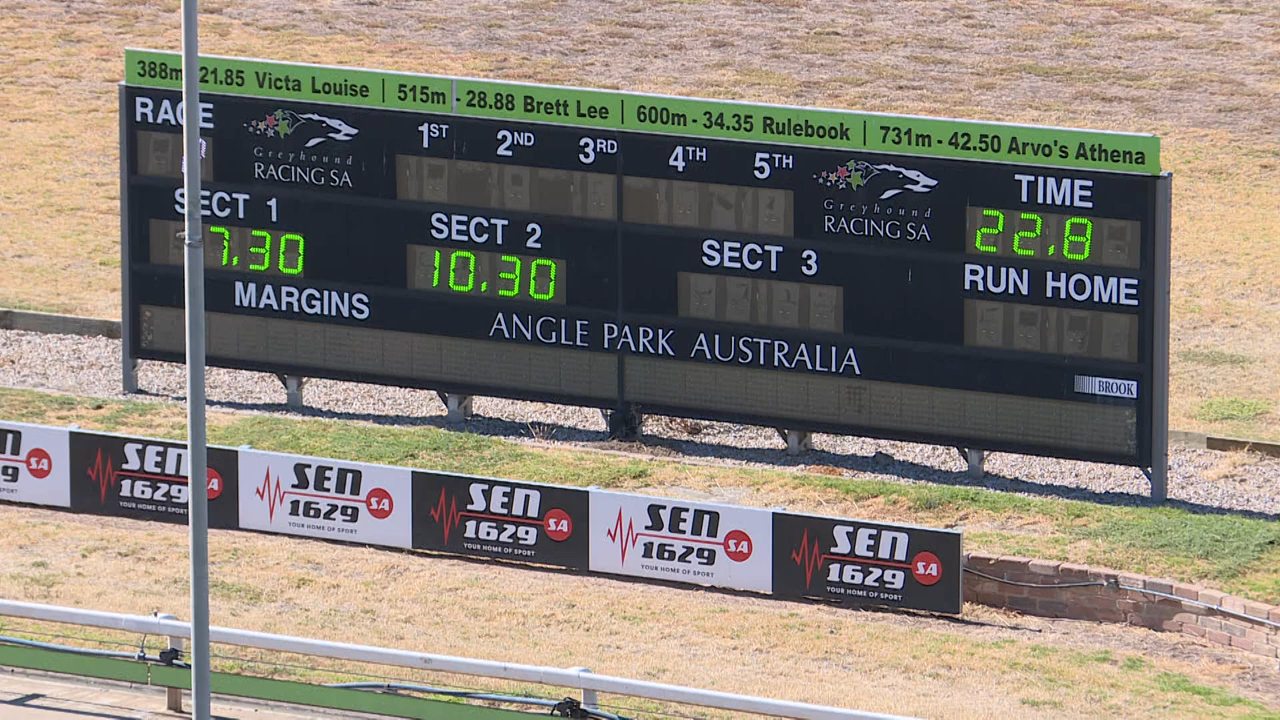 388m 21.85 Victa Louise | 515m - 28.88 Brett Lee | 600m - 34.35 Rulebook | 731m - 42.50 Arvo's Athena
RACE
Greyhound
RACING SA
1ST 2ND 3RD 4TH 5TH
Greyhound
RACING SA
TIME
22.8
SECT 1
7.30
SECT 2
10.30
SECT 3
RUN HOME
MARGINS
ANGLE PARK AUSTRALIA
BROOK
SA
SEN
1629
SA
YOUR HOME OF SPORT
SEN
1629
SA
YOUR HOME OF SPORT
SEN
1629
SA
YOUR HOME OF SPORT
SEN
1629
SA
YOUR HOME OF SPORT
SEN
1629
SA
YOUR HOME OF SPORT